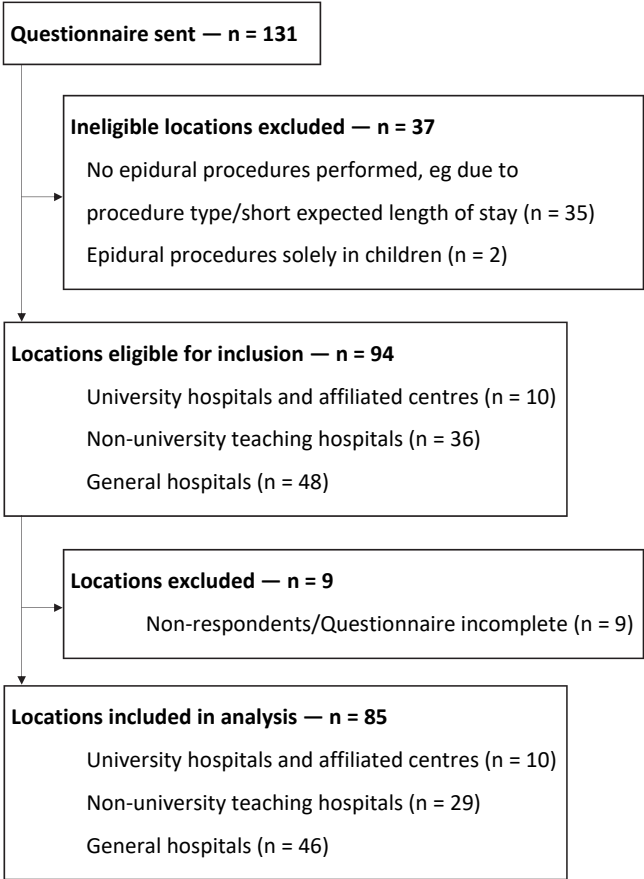 Questionnaire sent — n = 131
Ineligible locations excluded — n = 37
No epidural procedures performed, eg due to
procedure type/short expected length of stay (n = 35)
Epidural procedures solely in children (n = 2)
Locations eligible for inclusion — n = 94
University hospitals and affiliated centres (n = 10)
Non-university teaching hospitals (n = 36)
General hospitals (n = 48)
Locations excluded — n = 9
Non-respondents/Questionnaire incomplete (n = 9)
Locations included in analysis — n = 85
University hospitals and affiliated centres (n = 10)
Non-university teaching hospitals (n = 29)
General hospitals (n = 46)